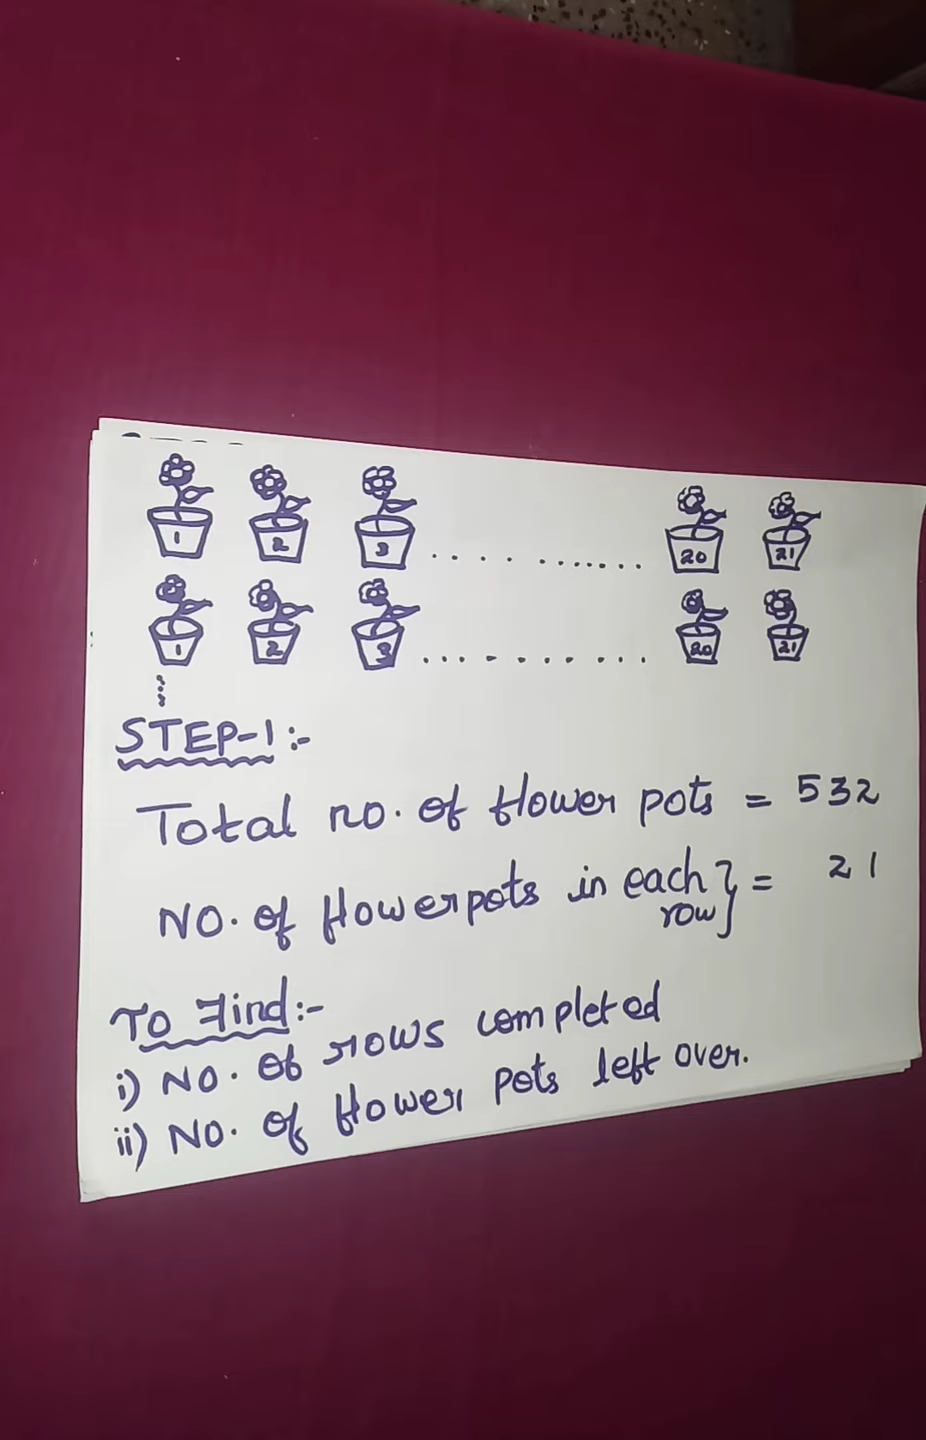 1 2 3 .... ....... 20 21
1 2 3 .......... 20 21
STEP-1:-
Total no. of flower pots = 532
NO. of flowerpots in each row} = 21
To Find:-
i) NO. of rows completed
ii) NO. of flower pots left over.